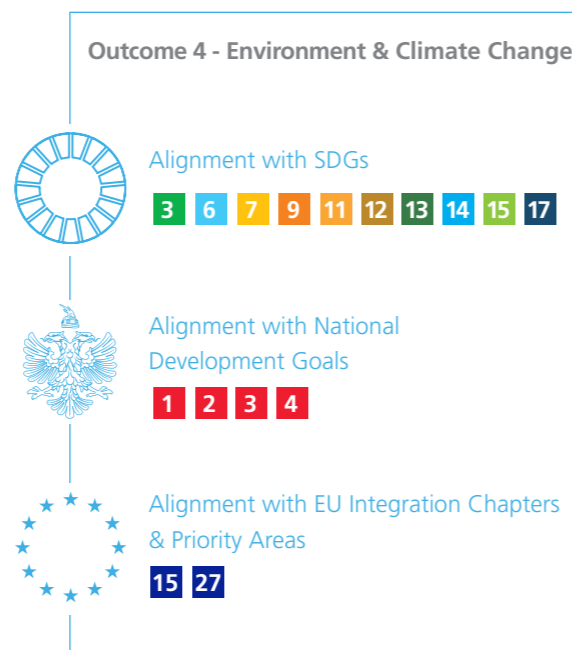 Outcome 4 - Environment & Climate Change
Alignment with SDGs
3 6 7 9 11 12 13 14 15 17
Alignment with National
Development Goals
1 2 3 4
Alignment with EU Integration Chapters
& Priority Areas
15 27